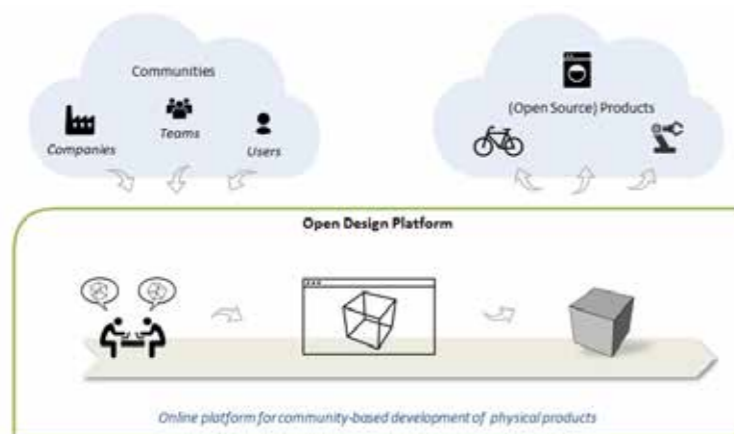 Communities
Companies
Teams
Users
(Open Source) Products
Open Design Platform
Online platform for community-based development of physical products